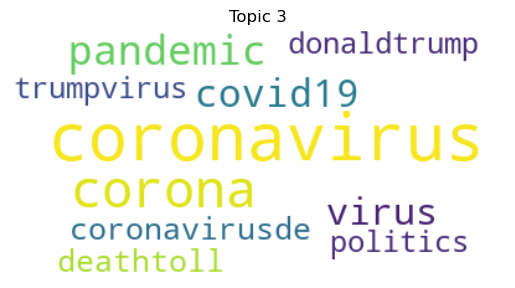 Topic 3
pandemic donaldtrump
trumpvirus covid19
coronavirus
corona
virus
coronavirusde
politics
deathtoll